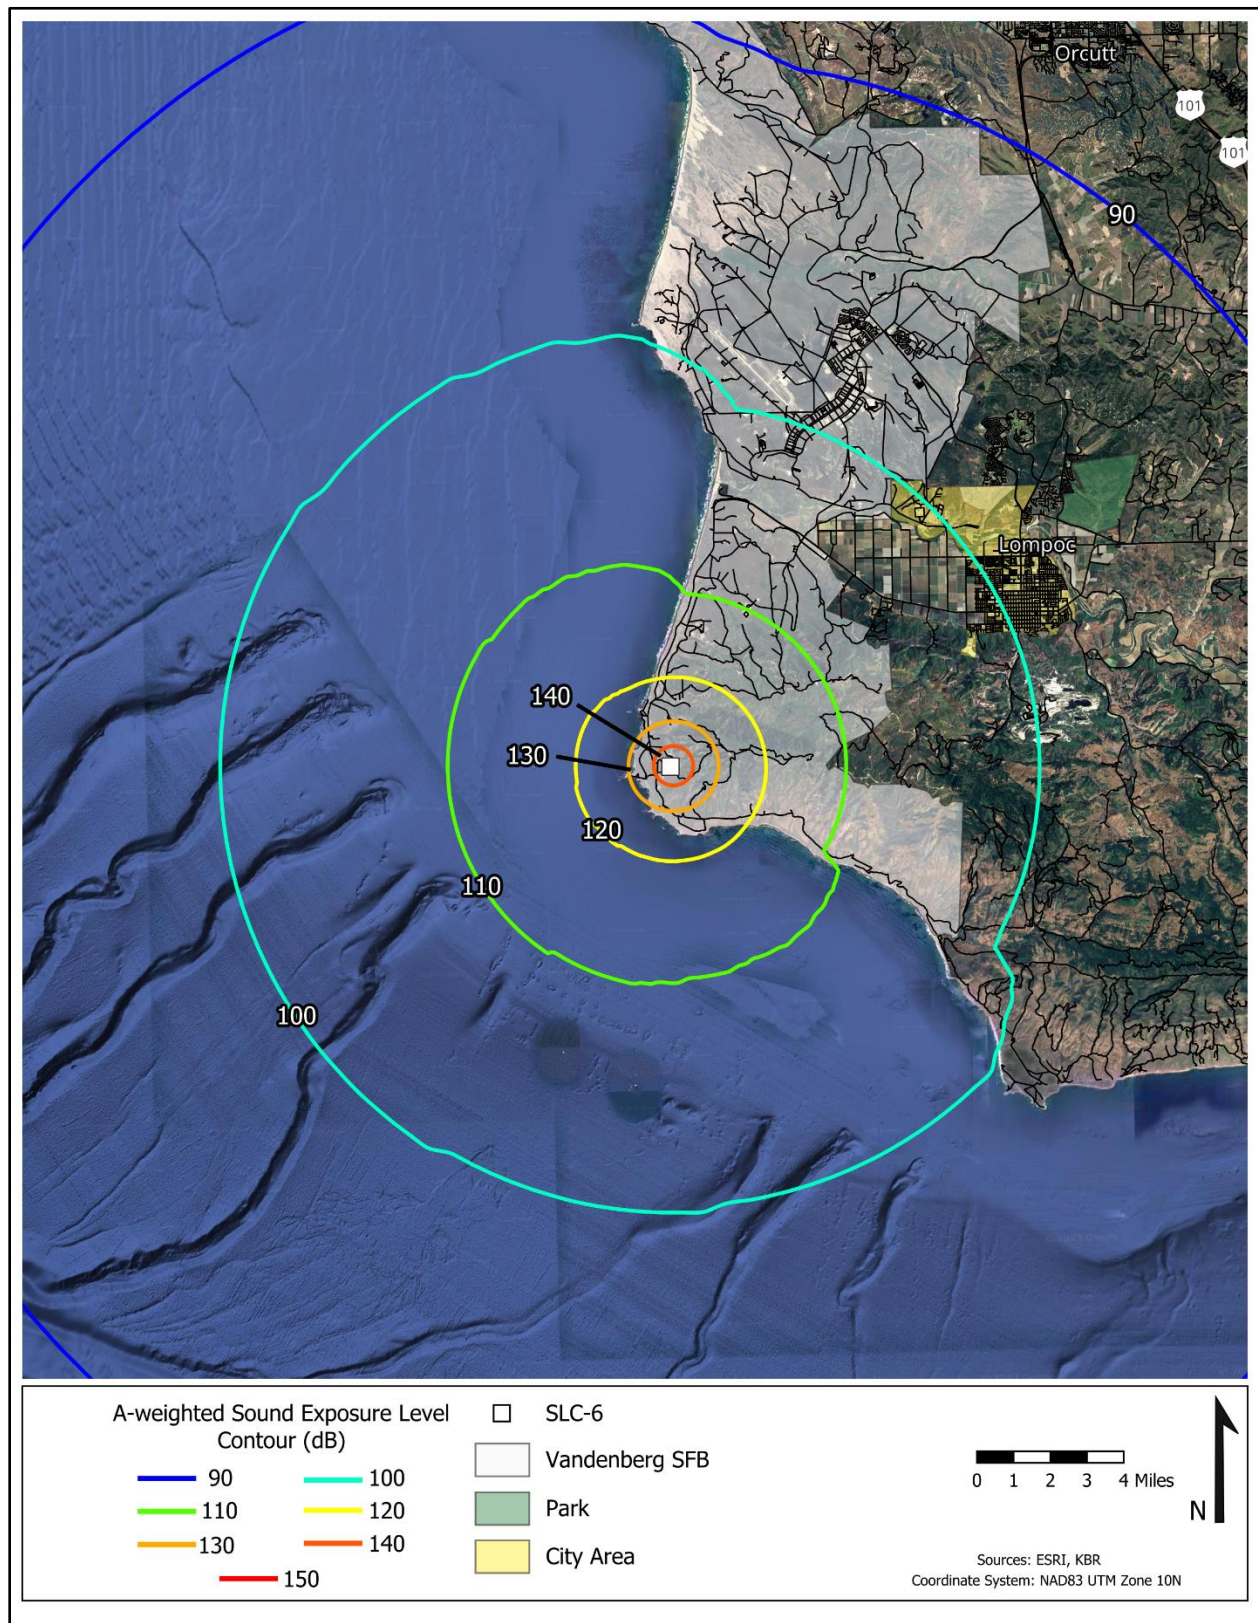 Orcutt
101
101
90
Lompoc
140
130
120
110
100
A-weighted Sound Exposure Level
Contour (dB)
90
100
110
120
130
140
150
SLC-6
Vandenberg SFB
Park
City Area
0 1 2 3 4 Miles
N
Sources: ESRI, KBR
Coordinate System: NAD83 UTM Zone 10N